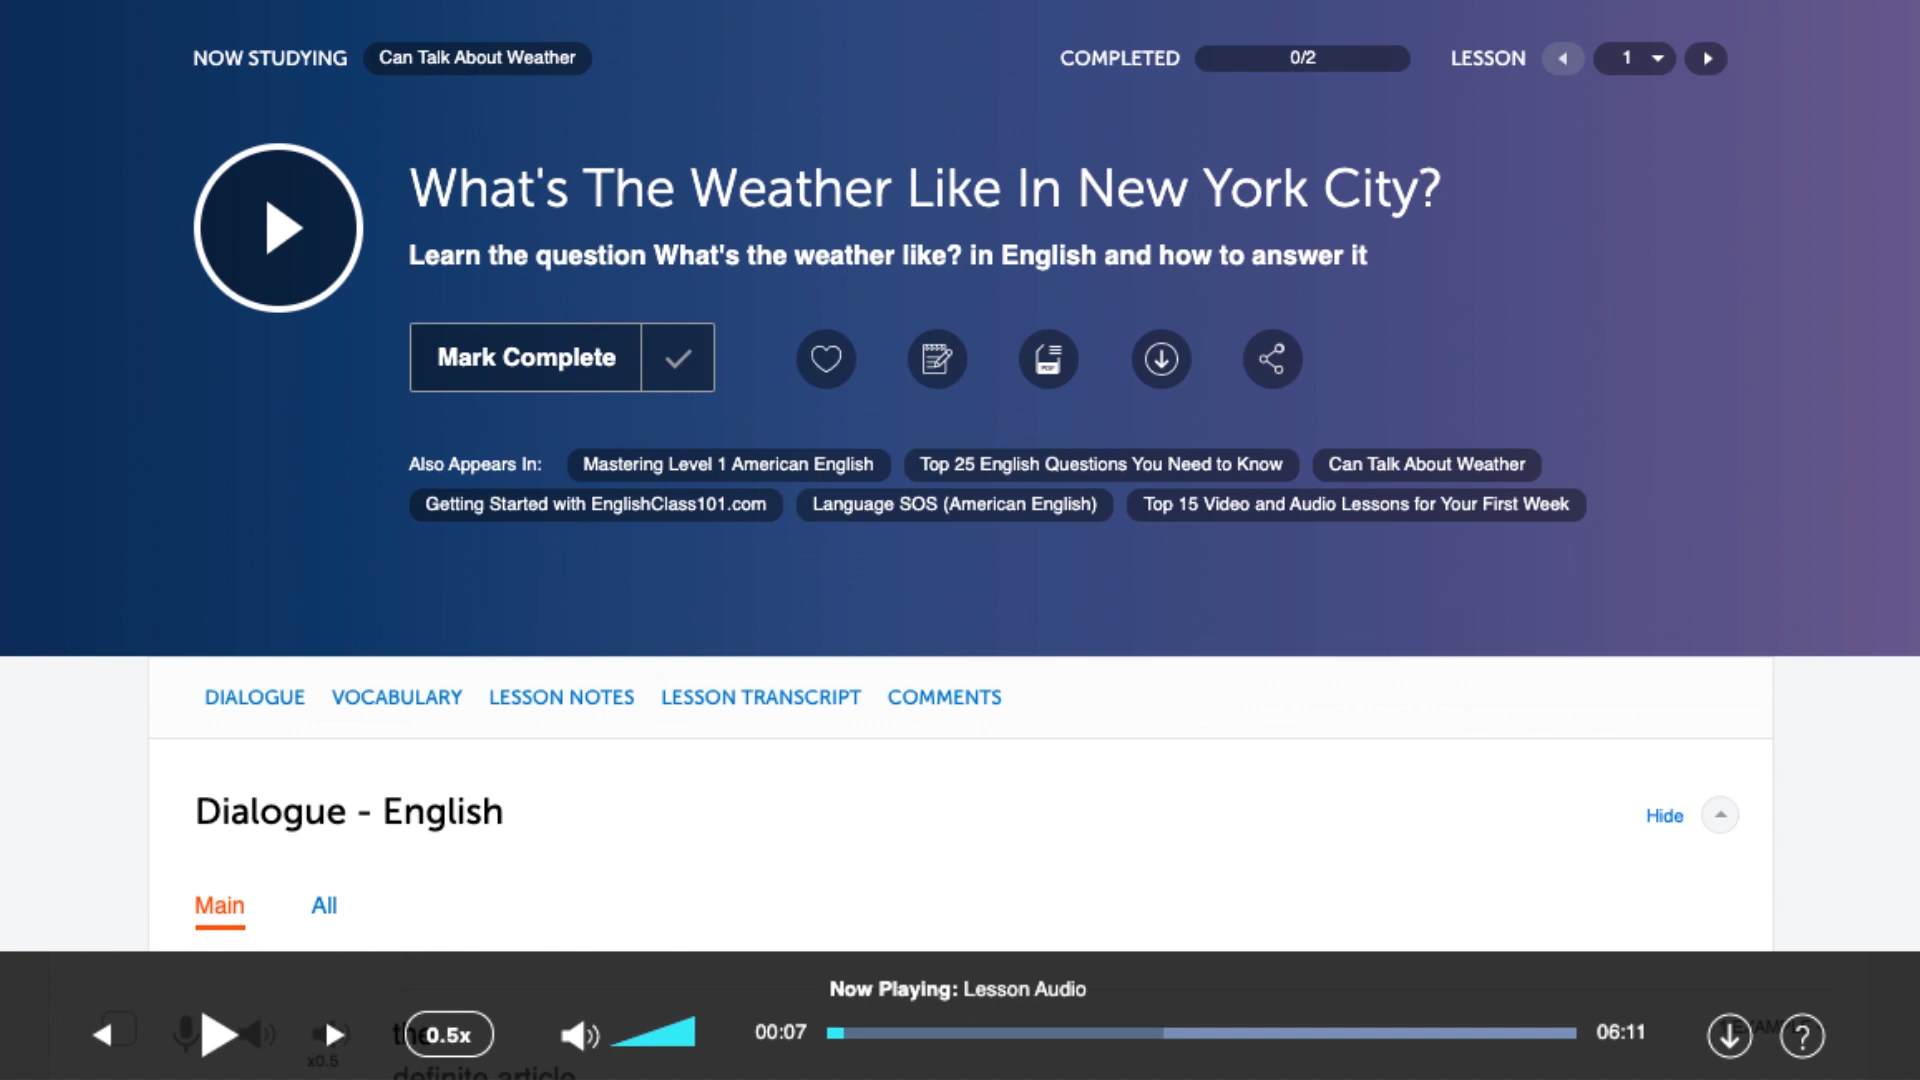 NOW STUDYING Can Talk About Weather COMPLETED 0/2 LESSON 1
What's The Weather Like In New York City?
Learn the question What's the weather like? in English and how to answer it
Mark Complete
PDF
Also Appears In: Mastering Level 1 American English Top 25 English Questions You Need to Know Can Talk About Weather
Getting Started with EnglishClass101.com Language SOS (American English) Top 15 Video and Audio Lessons for Your First Week
DIALOGUE VOCABULARY LESSON NOTES LESSON TRANSCRIPT COMMENTS
Dialogue - English
Hide
Main All
Now Playing: Lesson Audio
0.5x 00:07 06:11 ?
x0.5
definite article